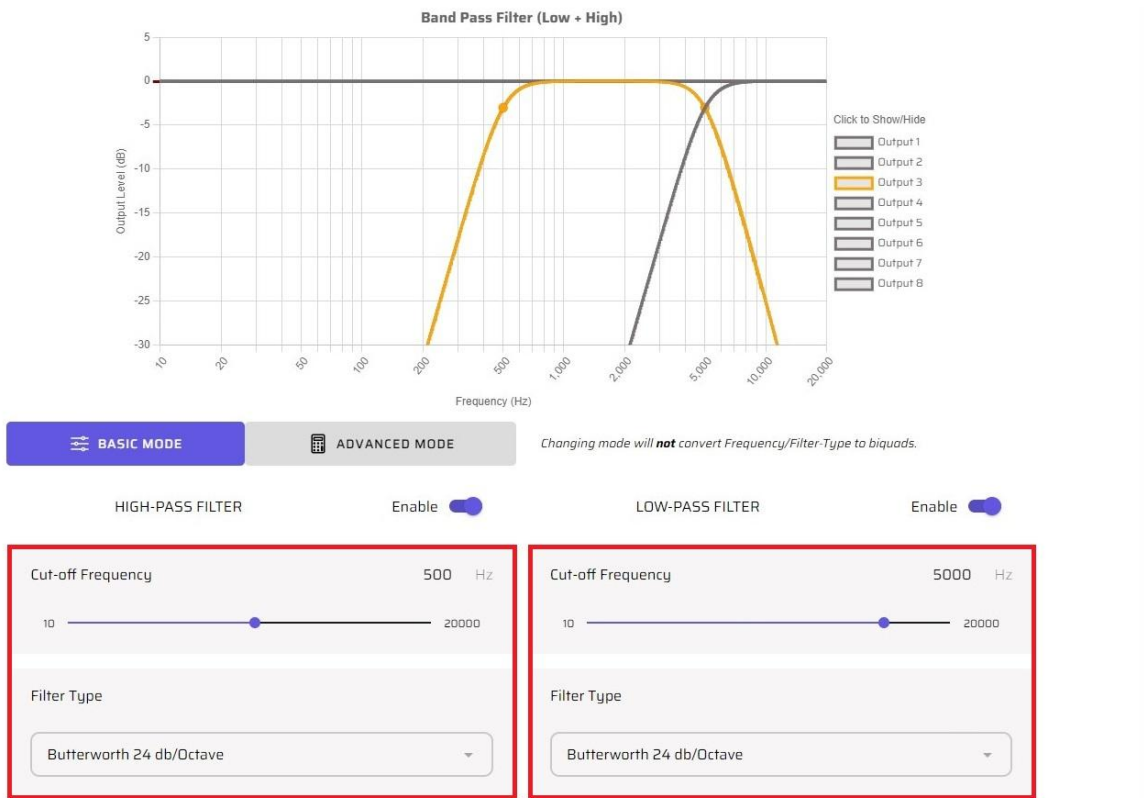 Band Pass Filter (Low + High)
5
0
-5
-10
-15
-20
-25
-30
Output Level (dB)
10
20
50
100
200
500
1,000
2,000
5,000
10,000
20,000
Frequency (Hz)
Click to Show/Hide
Output 1
Output 2
Output 3
Output 4
Output 5
Output 6
Output 7
Output 8
BASIC MODE
ADVANCED MODE
Changing mode will not convert Frequency/Filter-Type to biquads.
HIGH-PASS FILTER Enable
LOW-PASS FILTER Enable
Cut-off Frequency 500 Hz
10 20000
Filter Type
Butterworth 24 db/Octave
Cut-off Frequency 5000 Hz
10 20000
Filter Type
Butterworth 24 db/Octave